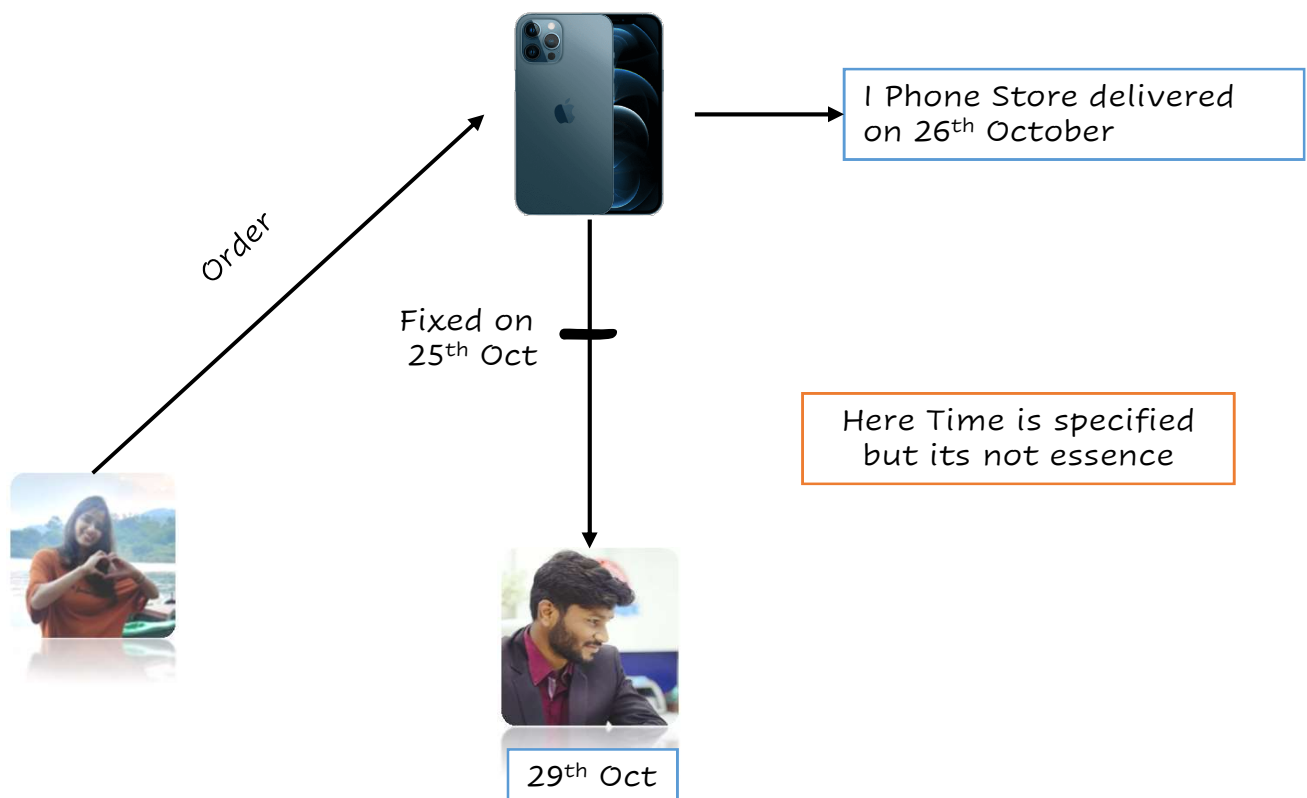 I Phone Store delivered
on 26th October
Order
Fixed on
25th Oct
Here Time is specified
but its not essence
29th Oct